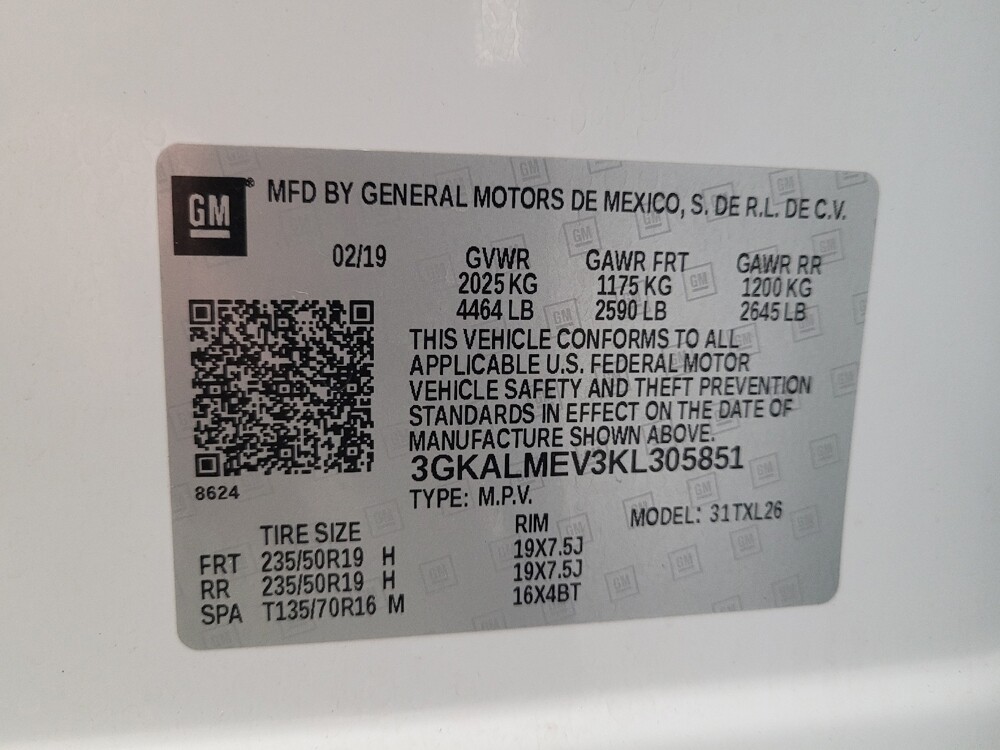 GM
MFD BY GENERAL MOTORS DE MEXICO, S. DE R.L. DE C.V.
02/19 GVWR GAWR FRT GAWR RR
2025 KG 1175 KG 1200 KG
4464 LB 2590 LB 2645 LB
THIS VEHICLE CONFORMS TO ALL
APPLICABLE U.S. FEDERAL MOTOR
VEHICLE SAFETY AND THEFT PREVENTION
STANDARDS IN EFFECT ON THE DATE OF
MANUFACTURE SHOWN ABOVE.
3GKALMEV3KL305851
8624
TYPE: M.P.V. MODEL: 31TXL26
TIRE SIZE RIM
FRT 235/50R19 H 19X7.5J
RR 235/50R19 H 19X7.5J
SPA T135/70R16 M 16X4BT